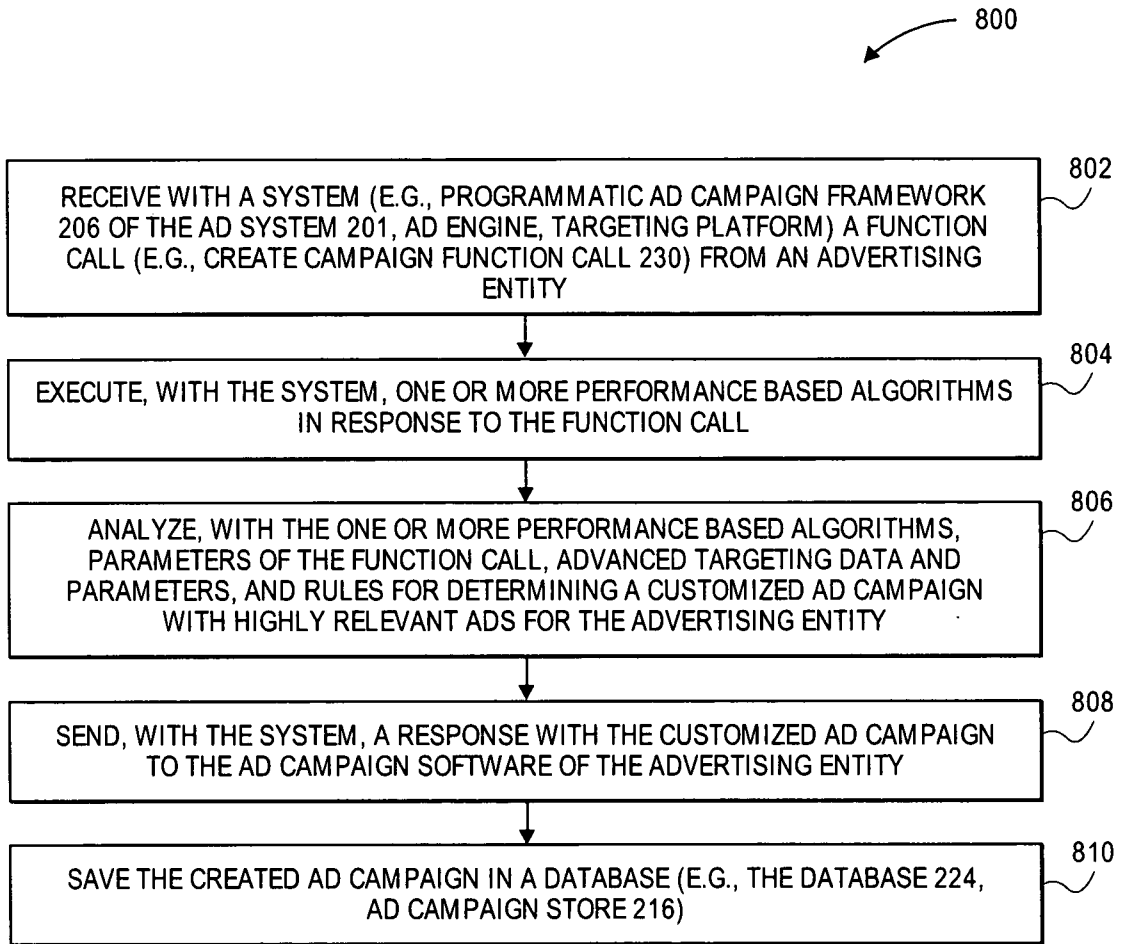 800
802
RECEIVE WITH A SYSTEM (E.G., PROGRAMMATIC AD CAMPAIGN FRAMEWORK
206 OF THE AD SYSTEM 201, AD ENGINE, TARGETING PLATFORM) A FUNCTION
CALL (E.G., CREATE CAMPAIGN FUNCTION CALL 230) FROM AN ADVERTISING
ENTITY
804
EXECUTE, WITH THE SYSTEM, ONE OR MORE PERFORMANCE BASED ALGORITHMS
IN RESPONSE TO THE FUNCTION CALL
806
ANALYZE, WITH THE ONE OR MORE PERFORMANCE BASED ALGORITHMS,
PARAMETERS OF THE FUNCTION CALL, ADVANCED TARGETING DATA AND
PARAMETERS, AND RULES FOR DETERMINING A CUSTOMIZED AD CAMPAIGN
WITH HIGHLY RELEVANT ADS FOR THE ADVERTISING ENTITY
808
SEND, WITH THE SYSTEM, A RESPONSE WITH THE CUSTOMIZED AD CAMPAIGN
TO THE AD CAMPAIGN SOFTWARE OF THE ADVERTISING ENTITY
810
SAVE THE CREATED AD CAMPAIGN IN A DATABASE (E.G., THE DATABASE 224,
AD CAMPAIGN STORE 216)